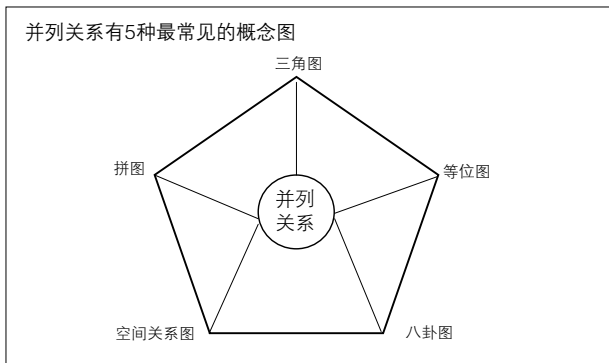 并列关系有5种最常见的概念图
三角图
拼图
等位图
并列
关系
空间关系图
八卦图